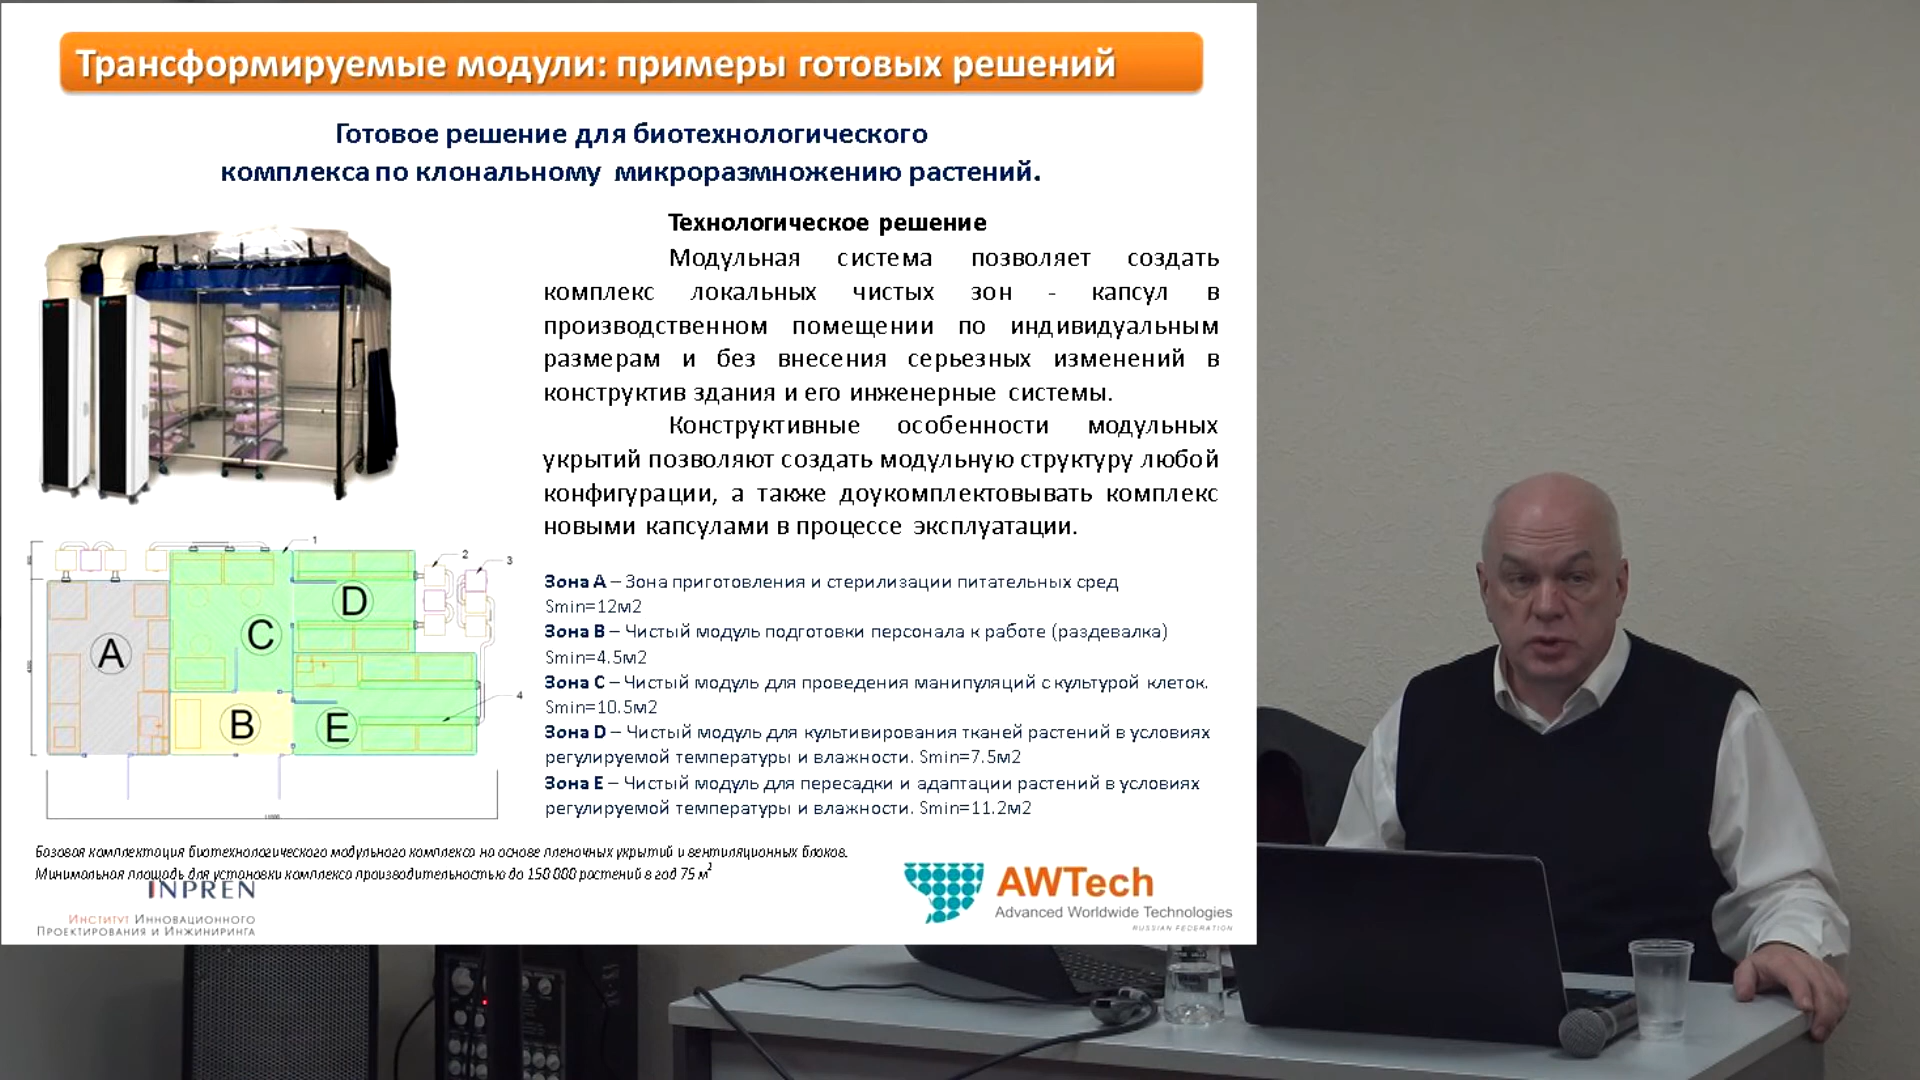 Трансформируемые модули: примеры готовых решений
Готовое решение для биотехнологического
комплекса по клональному микроразмножению растений.
Технологическое решение
Модульная система позволяет создать
комплекс локальных чистых зон - капсул в
производственном помещении по индивидуальным
размерам и без внесения серьезных изменений в
конструктив здания и его инженерные системы.
Конструктивные особенности модульных
укрытий позволяют создать модульную структуру любой
конфигурации, а также доукомплектовывать комплекс
новыми капсулами в процессе эксплуатации.
1
2
3
4
A
B
C
D
E
Зона A – Зона приготовления и стерилизации питательных сред
Smin=12м2
Зона B – Чистый модуль подготовки персонала к работе (раздевалка)
Smin=4.5м2
Зона C – Чистый модуль для проведения манипуляций с культурой клеток.
Smin=10.5м2
Зона D – Чистый модуль для культивирования тканей растений в условиях
регулируемой температуры и влажности. Smin=7.5м2
Зона E – Чистый модуль для пересадки и адаптации растений в условиях
регулируемой температуры и влажности. Smin=11.2м2
Базовая комплектация биотехнологического модульного комплекса на основе пленочных укрытий и вентиляционных блоков.
Минимальная площадь для установки комплекса производительностью до 150 000 растений в год 75 м²
INPREN
Институт Инновационного
Проектирования и Инжиниринга
AWTech
Advanced Worldwide Technologies
RUSSIAN FEDERATION